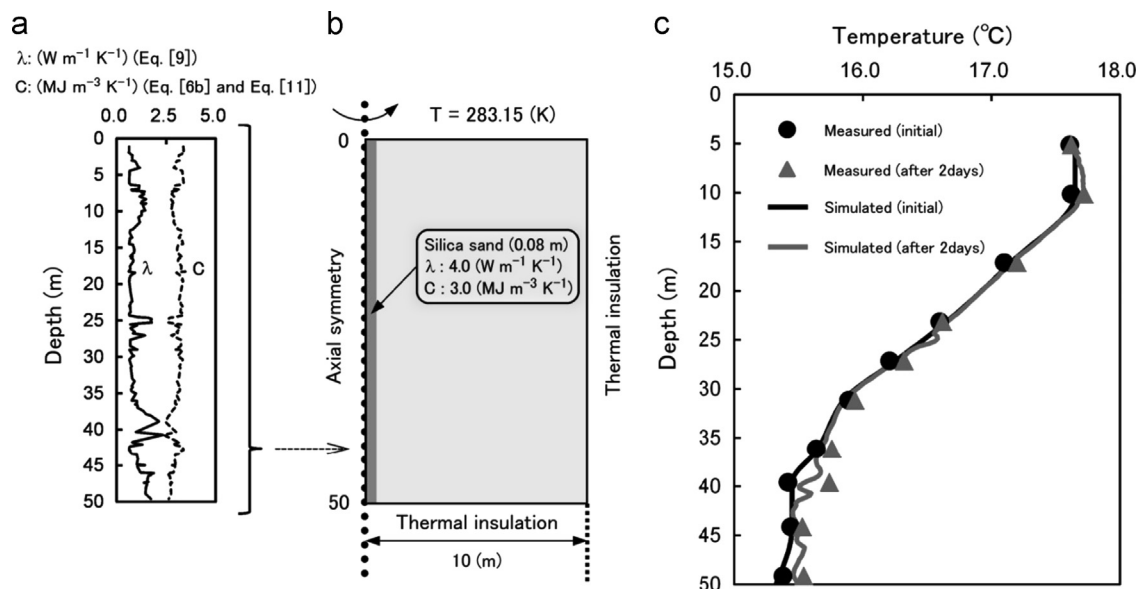 a
λ: (W m⁻¹ K⁻¹) (Eq. [9])
C: (MJ m⁻³ K⁻¹) (Eq. [6b] and Eq. [11])
0.0 2.5 5.0
0
5
10
15
20
25
30
35
40
45
50
Depth (m)
λ
C
b
T = 283.15 (K)
0
50
Axial symmetry
Silica sand (0.08 m)
λ : 4.0 (W m⁻¹ K⁻¹)
C : 3.0 (MJ m⁻³ K⁻¹)
Thermal insulation
Thermal insulation
10 (m)
c
Temperature (℃)
15.0 16.0 17.0 18.0
0
5
10
15
20
25
30
35
40
45
50
Depth (m)
Measured (initial)
Measured (after 2days)
Simulated (initial)
Simulated (after 2days)